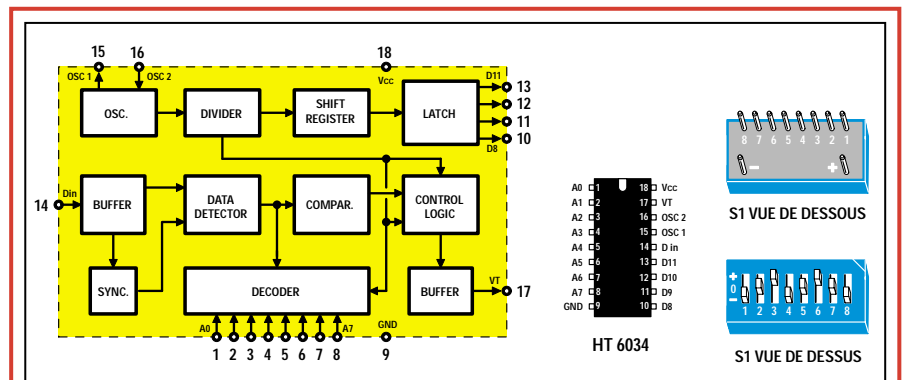 15 16 18
OSC 1 OSC 2 Vcc
OSC.
DIVIDER
SHIFT
REGISTER
LATCH
D11
13
12
11
10
D8
14
Din
BUFFER
DATA
DETECTOR
COMPAR.
CONTROL
LOGIC
SYNC.
DECODER
BUFFER
VT
17
A0 A7 GND
1 2 3 4 5 6 7 8 9
A0 1 18 Vcc
A1 2 17 VT
A2 3 16 OSC 2
A3 4 15 OSC 1
A4 5 14 D in
A5 6 13 D11
A6 7 12 D10
A7 8 11 D9
GND 9 10 D8
HT 6034
8 7 6 5 4 3 2 1
– +
S1 VUE DE DESSOUS
+
0
–
1 2 3 4 5 6 7 8
S1 VUE DE DESSUS